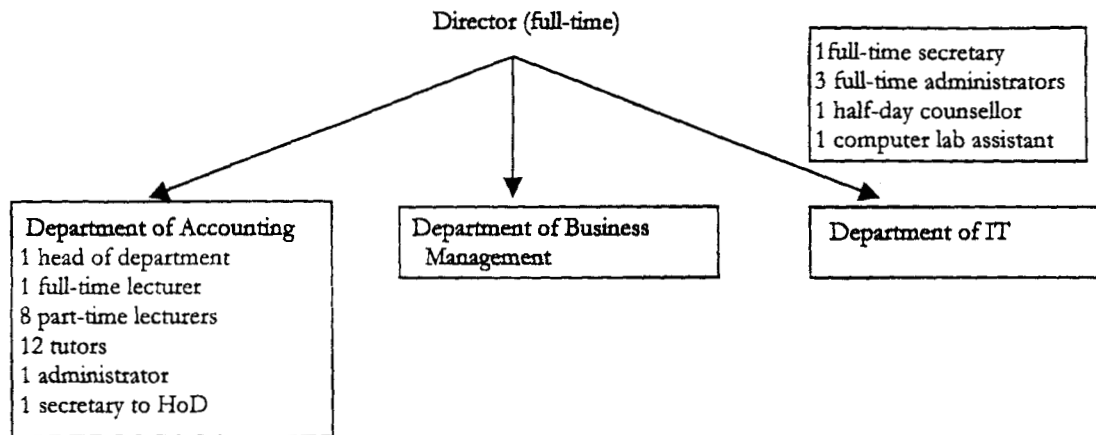 Director (full-time)
1full-time secretary
3 full-time administrators
1 half-day counsellor
1 computer lab assistant
Department of Accounting
1 head of department
1 full-time lecturer
8 part-time lecturers
12 tutors
1 administrator
1 secretary to HoD
Department of Business
Management
Department of IT